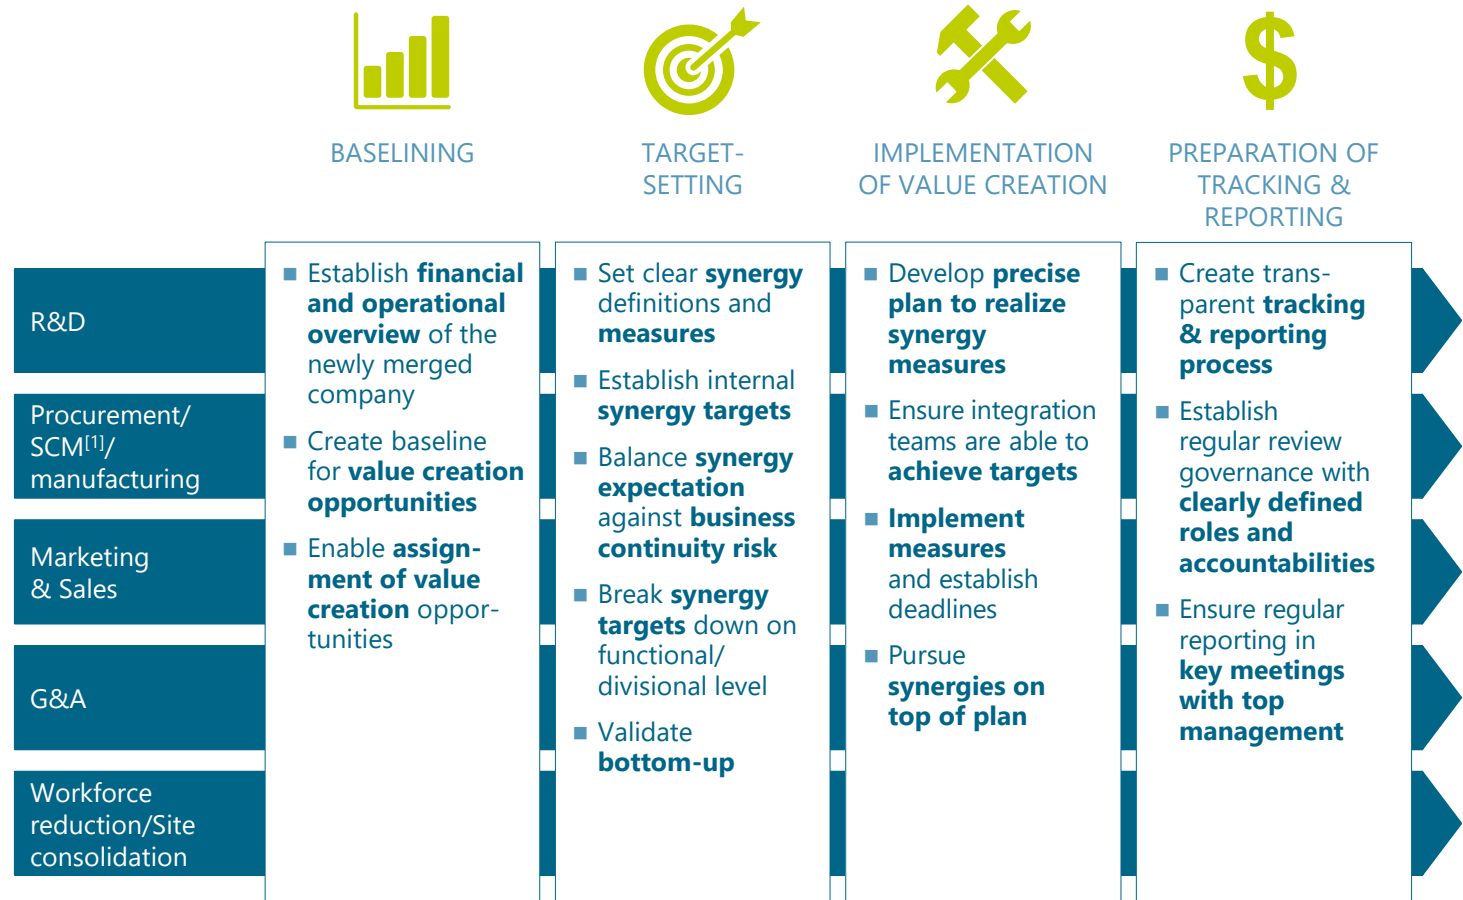 BASELINING
TARGET-
SETTING
IMPLEMENTATION
OF VALUE CREATION
PREPARATION OF
TRACKING &
REPORTING
R&D
Procurement/
SCM[1]/
manufacturing
Marketing
& Sales
G&A
Workforce
reduction/Site
consolidation
■ Establish financial
and operational
overview of the
newly merged
company
■ Create baseline
for value creation
opportunities
■ Enable assign-
ment of value
creation oppor-
tunities
■ Set clear synergy
definitions and
measures
■ Establish internal
synergy targets
■ Balance synergy
expectation
against business
continuity risk
■ Break synergy
targets down on
functional/
divisional level
■ Validate
bottom-up
■ Develop precise
plan to realize
synergy
measures
■ Ensure integration
teams are able to
achieve targets
■ Implement
measures
and establish
deadlines
■ Pursue
synergies on
top of plan
■ Create trans-
parent tracking
& reporting
process
■ Establish
regular review
governance with
clearly defined
roles and
accountabilities
■ Ensure regular
reporting in
key meetings
with top
management